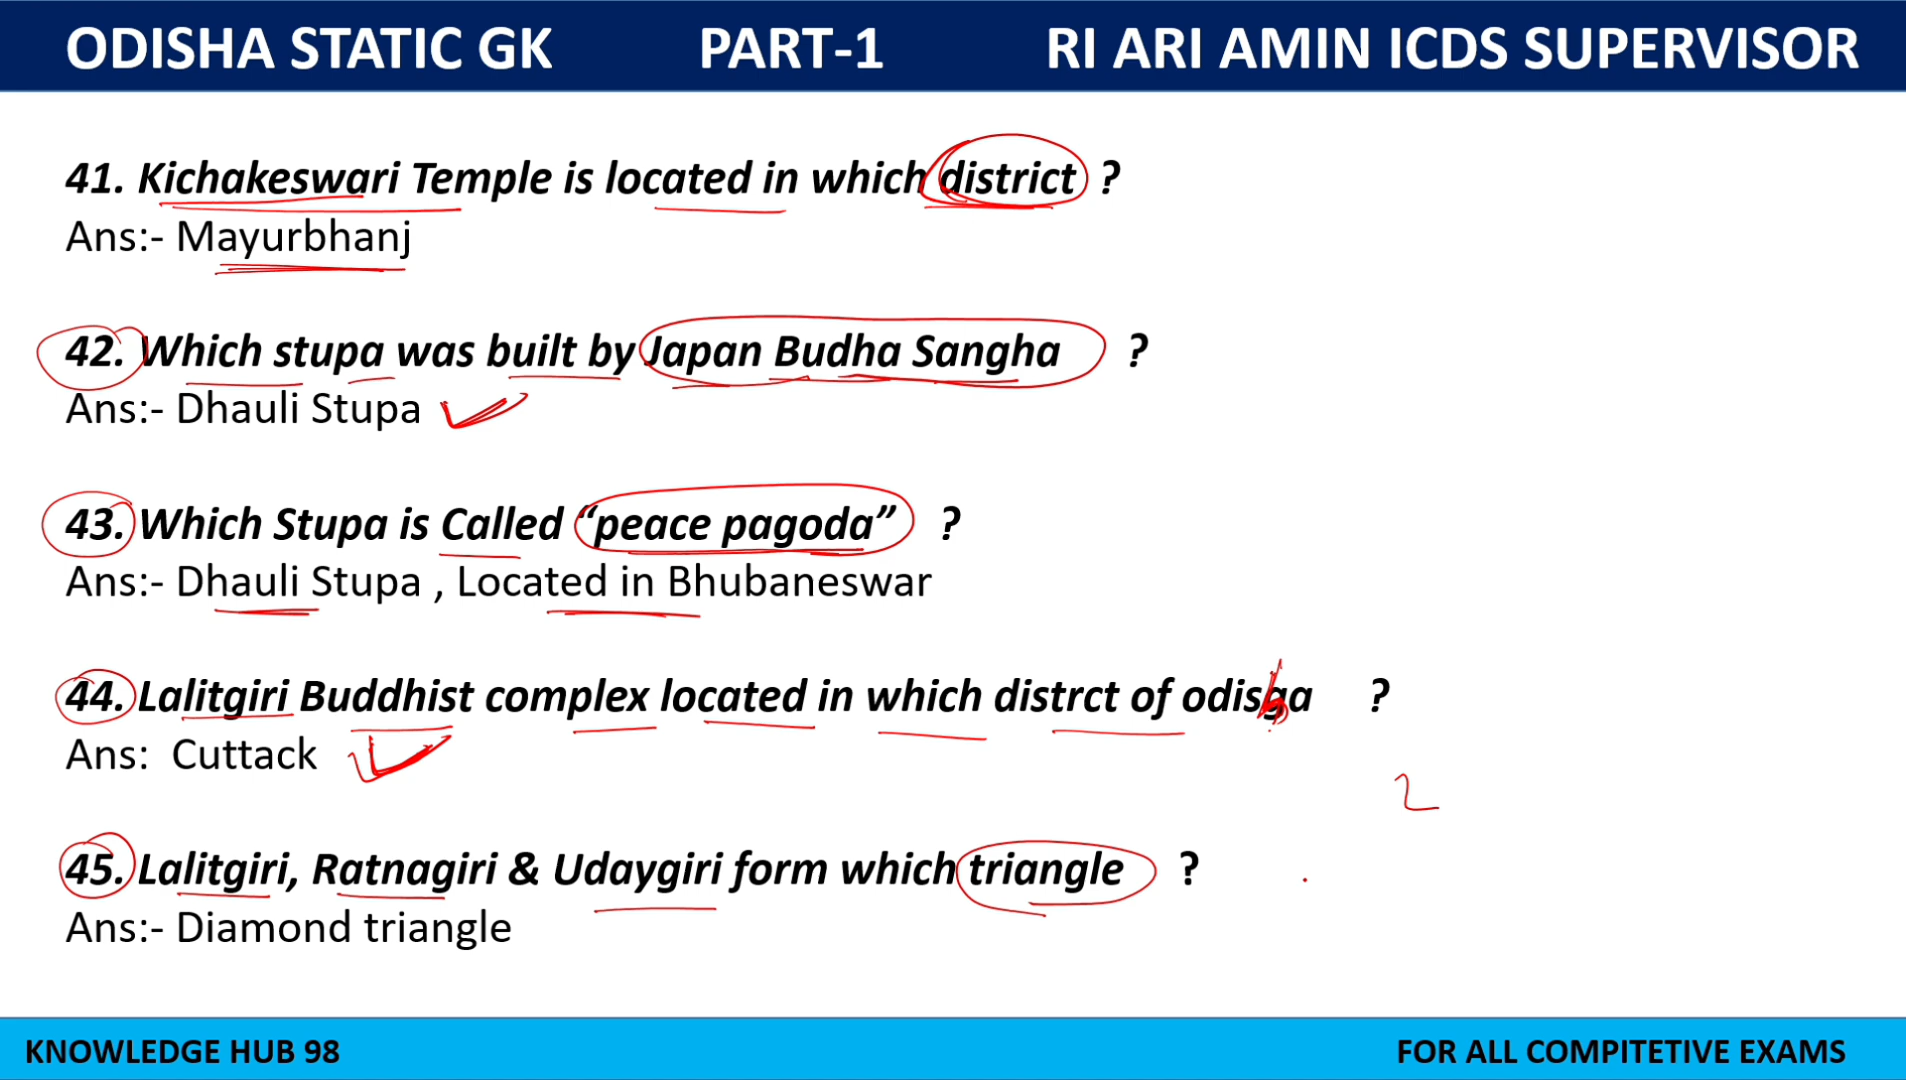 ODISHA STATIC GK PART-1 RI ARI AMIN ICDS SUPERVISOR
41. Kichakeswari Temple is located in which district ?
Ans:- Mayurbhanj
42. Which stupa was built by Japan Budha Sangha ?
Ans:- Dhauli Stupa
43. Which Stupa is Called “peace pagoda” ?
Ans:- Dhauli Stupa , Located in Bhubaneswar
44. Lalitgiri Buddhist complex located in which distrct of odisga ?
Ans: Cuttack
2
45. Lalitgiri, Ratnagiri & Udaygiri form which triangle ?
Ans:- Diamond triangle
KNOWLEDGE HUB 98 FOR ALL COMPITETIVE EXAMS